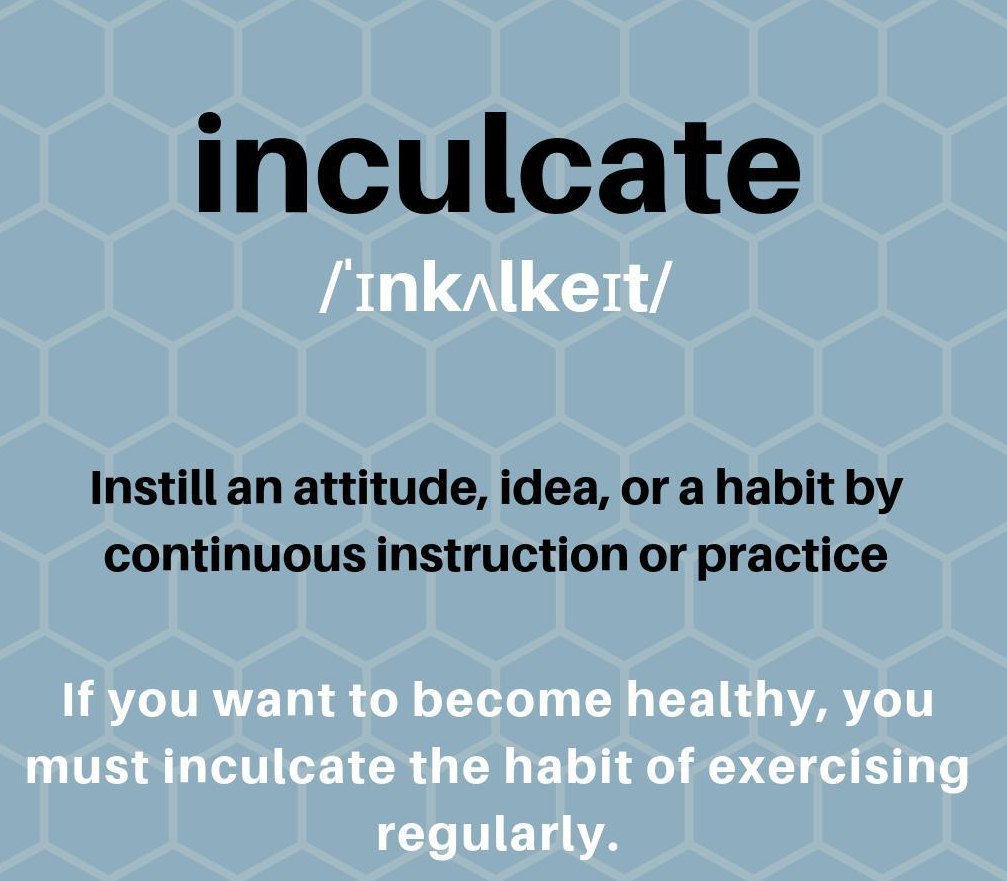 inculcate
/ˈɪnkʌlkeɪt/
Instill an attitude, idea, or a habit by
continuous instruction or practice
If you want to become healthy, you
must inculcate the habit of exercising
regularly.